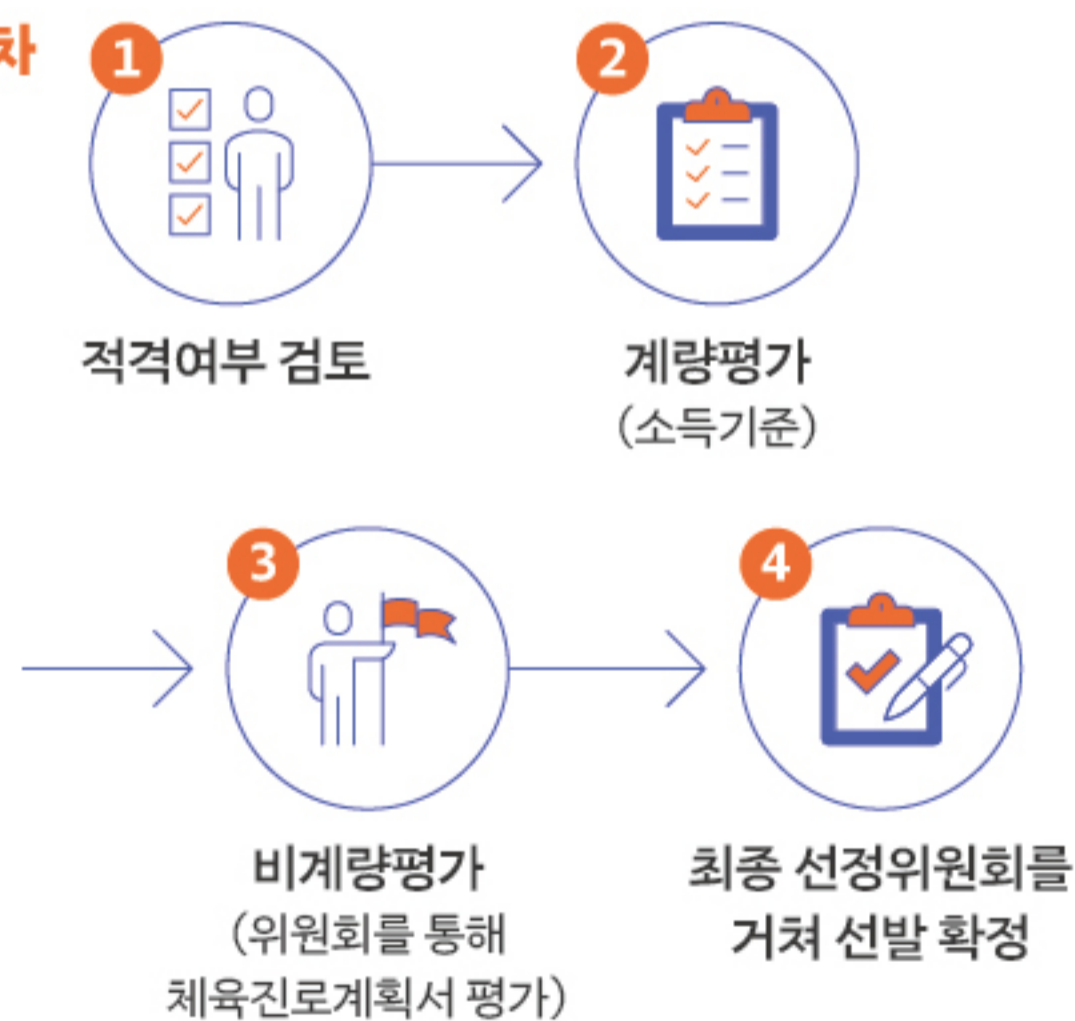 차
1
2
적격여부 검토
계량평가
(소득기준)
3
4
비계량평가
(위원회를 통해
체육진로계획서 평가)
최종 선정위원회를
거쳐 선발 확정